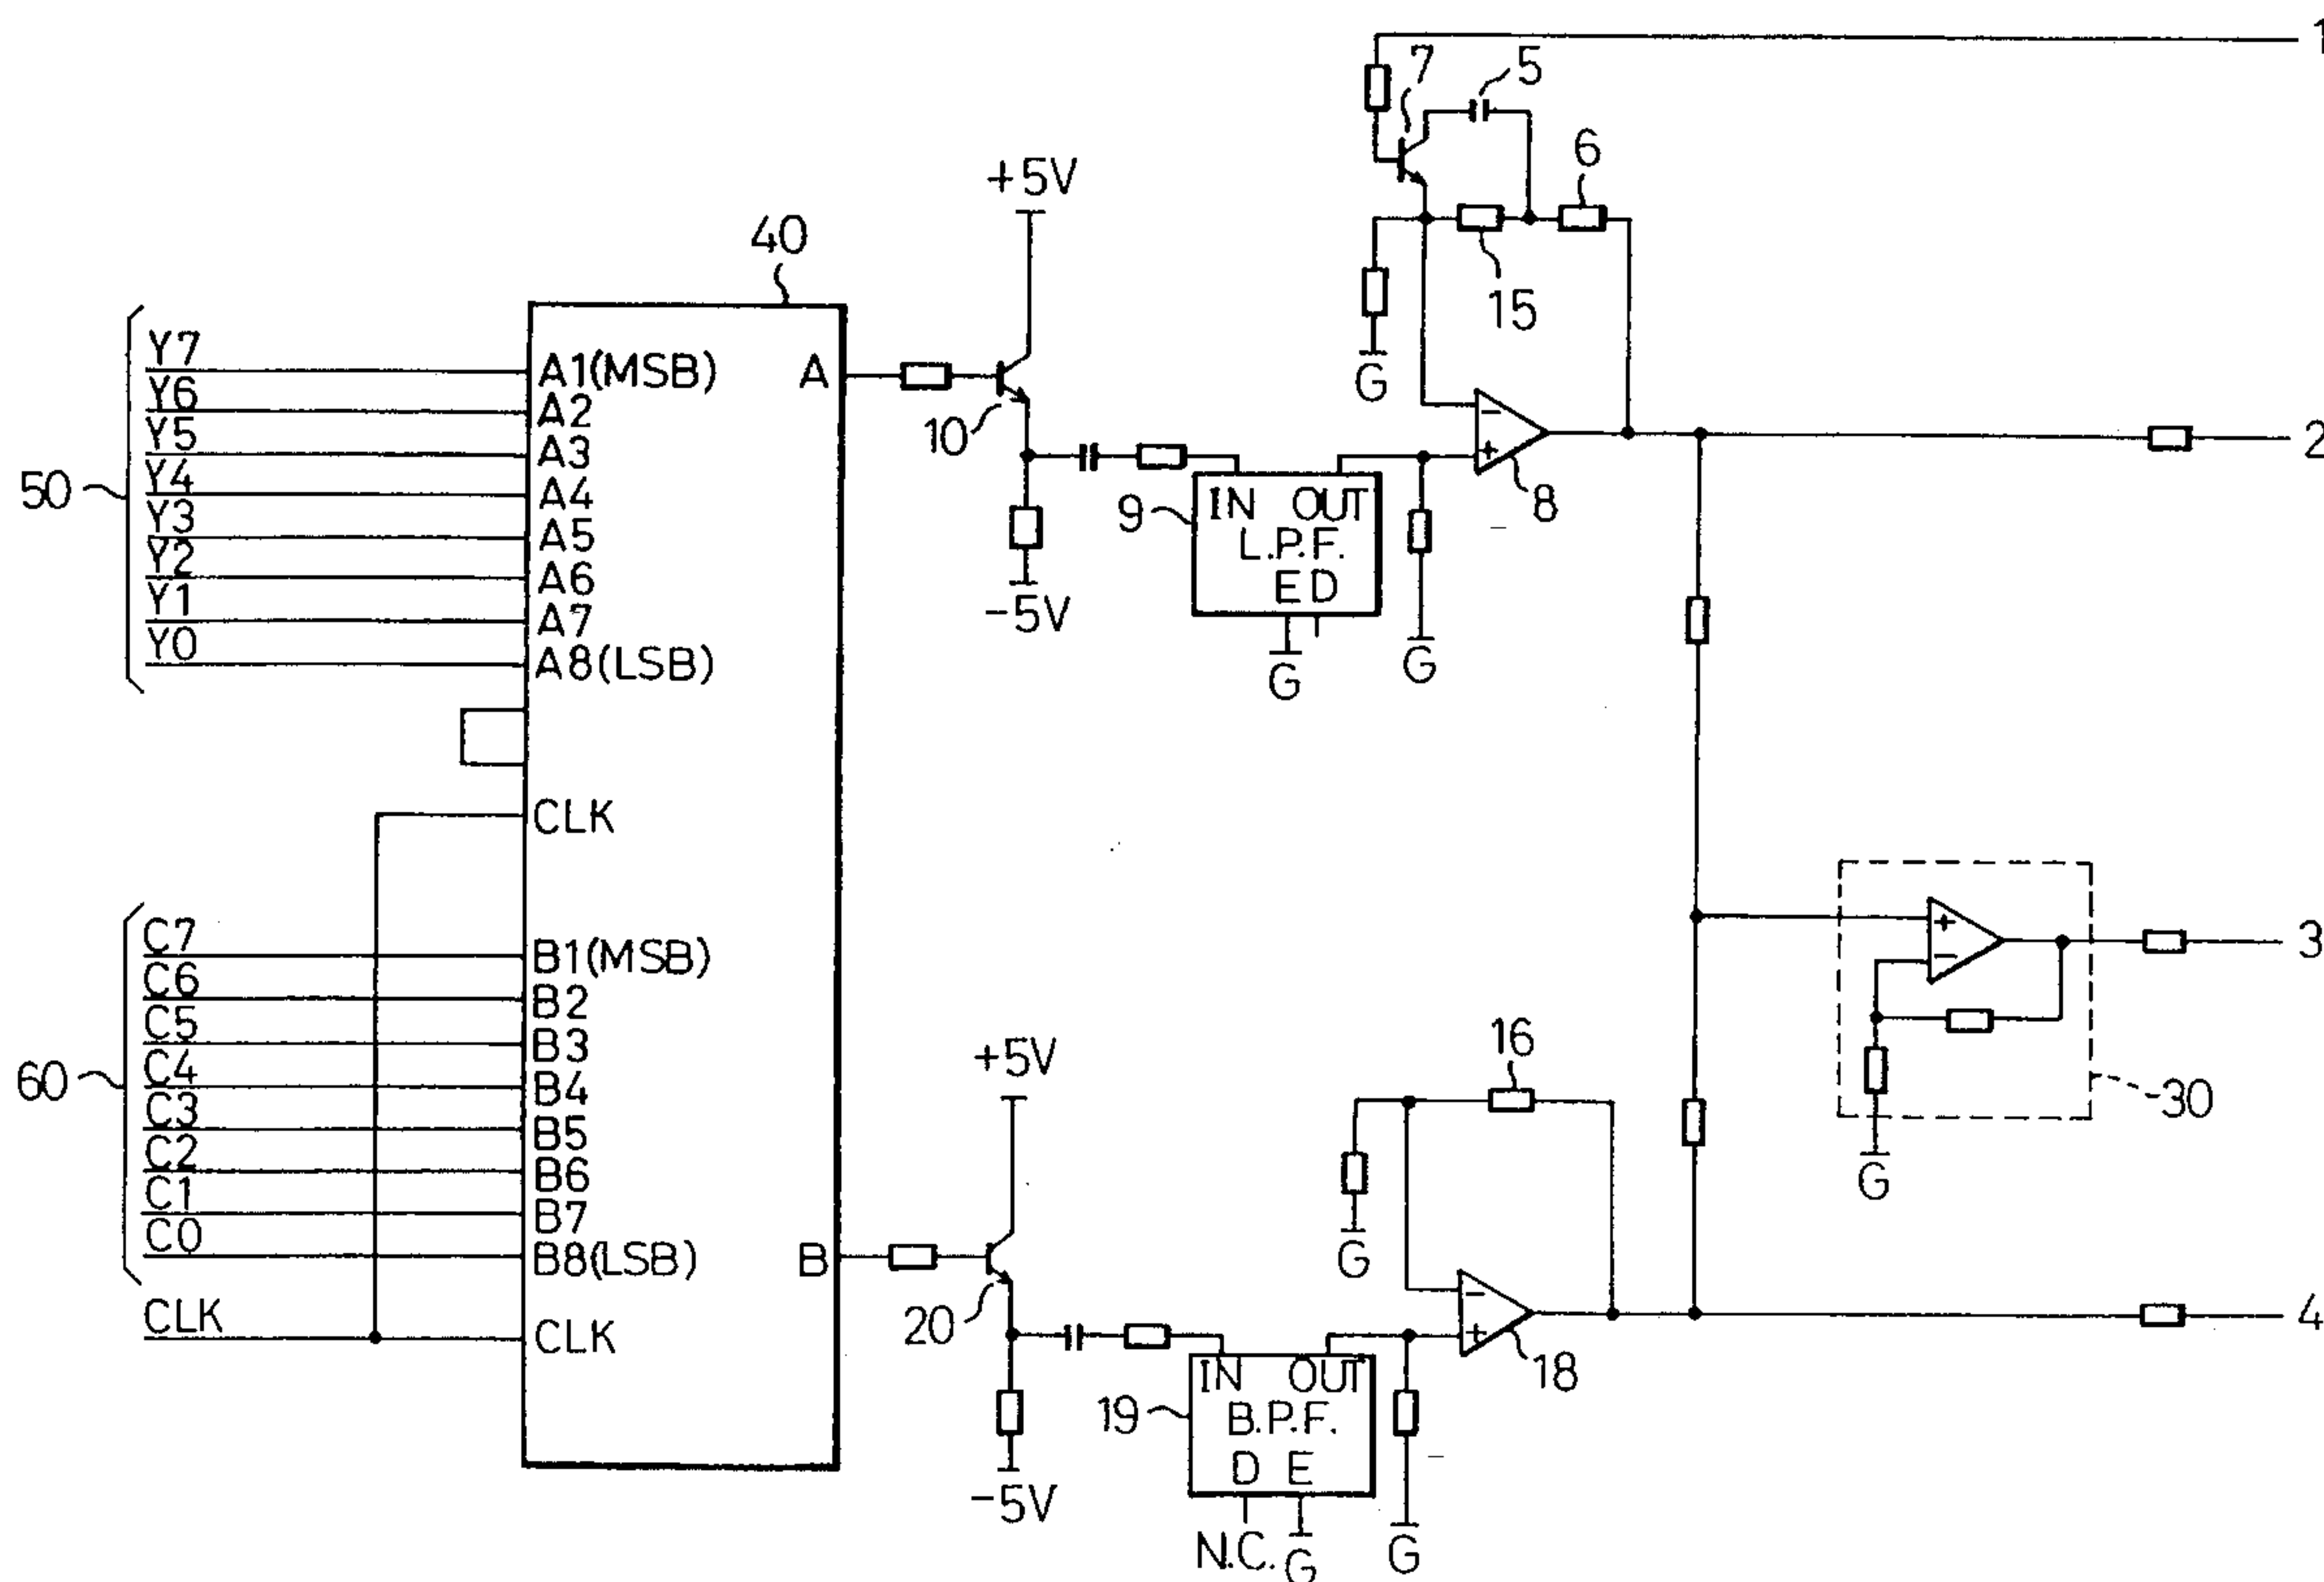 1
7
5
6
+5V
40
15
Y7
A1(MSB)
A
G
Y6
A2
10
2
Y5
A3
50
Y4
A4
IN OUT
8
9
Y3
A5
L.P.F.
Y2
A6
E D
-5V
Y1
A7
Y0
A8(LSB)
G
G
CLK
C7
B1(MSB)
3
C6
B2
C5
B3
16
+5V
60
C4
B4
30
C3
B5
C2
B6
G
C1
B7
C0
B8(LSB)
B
G
20
4
CLK
CLK
18
IN OUT
19
B.P.F.
D E
-5V
N.C.
G
G